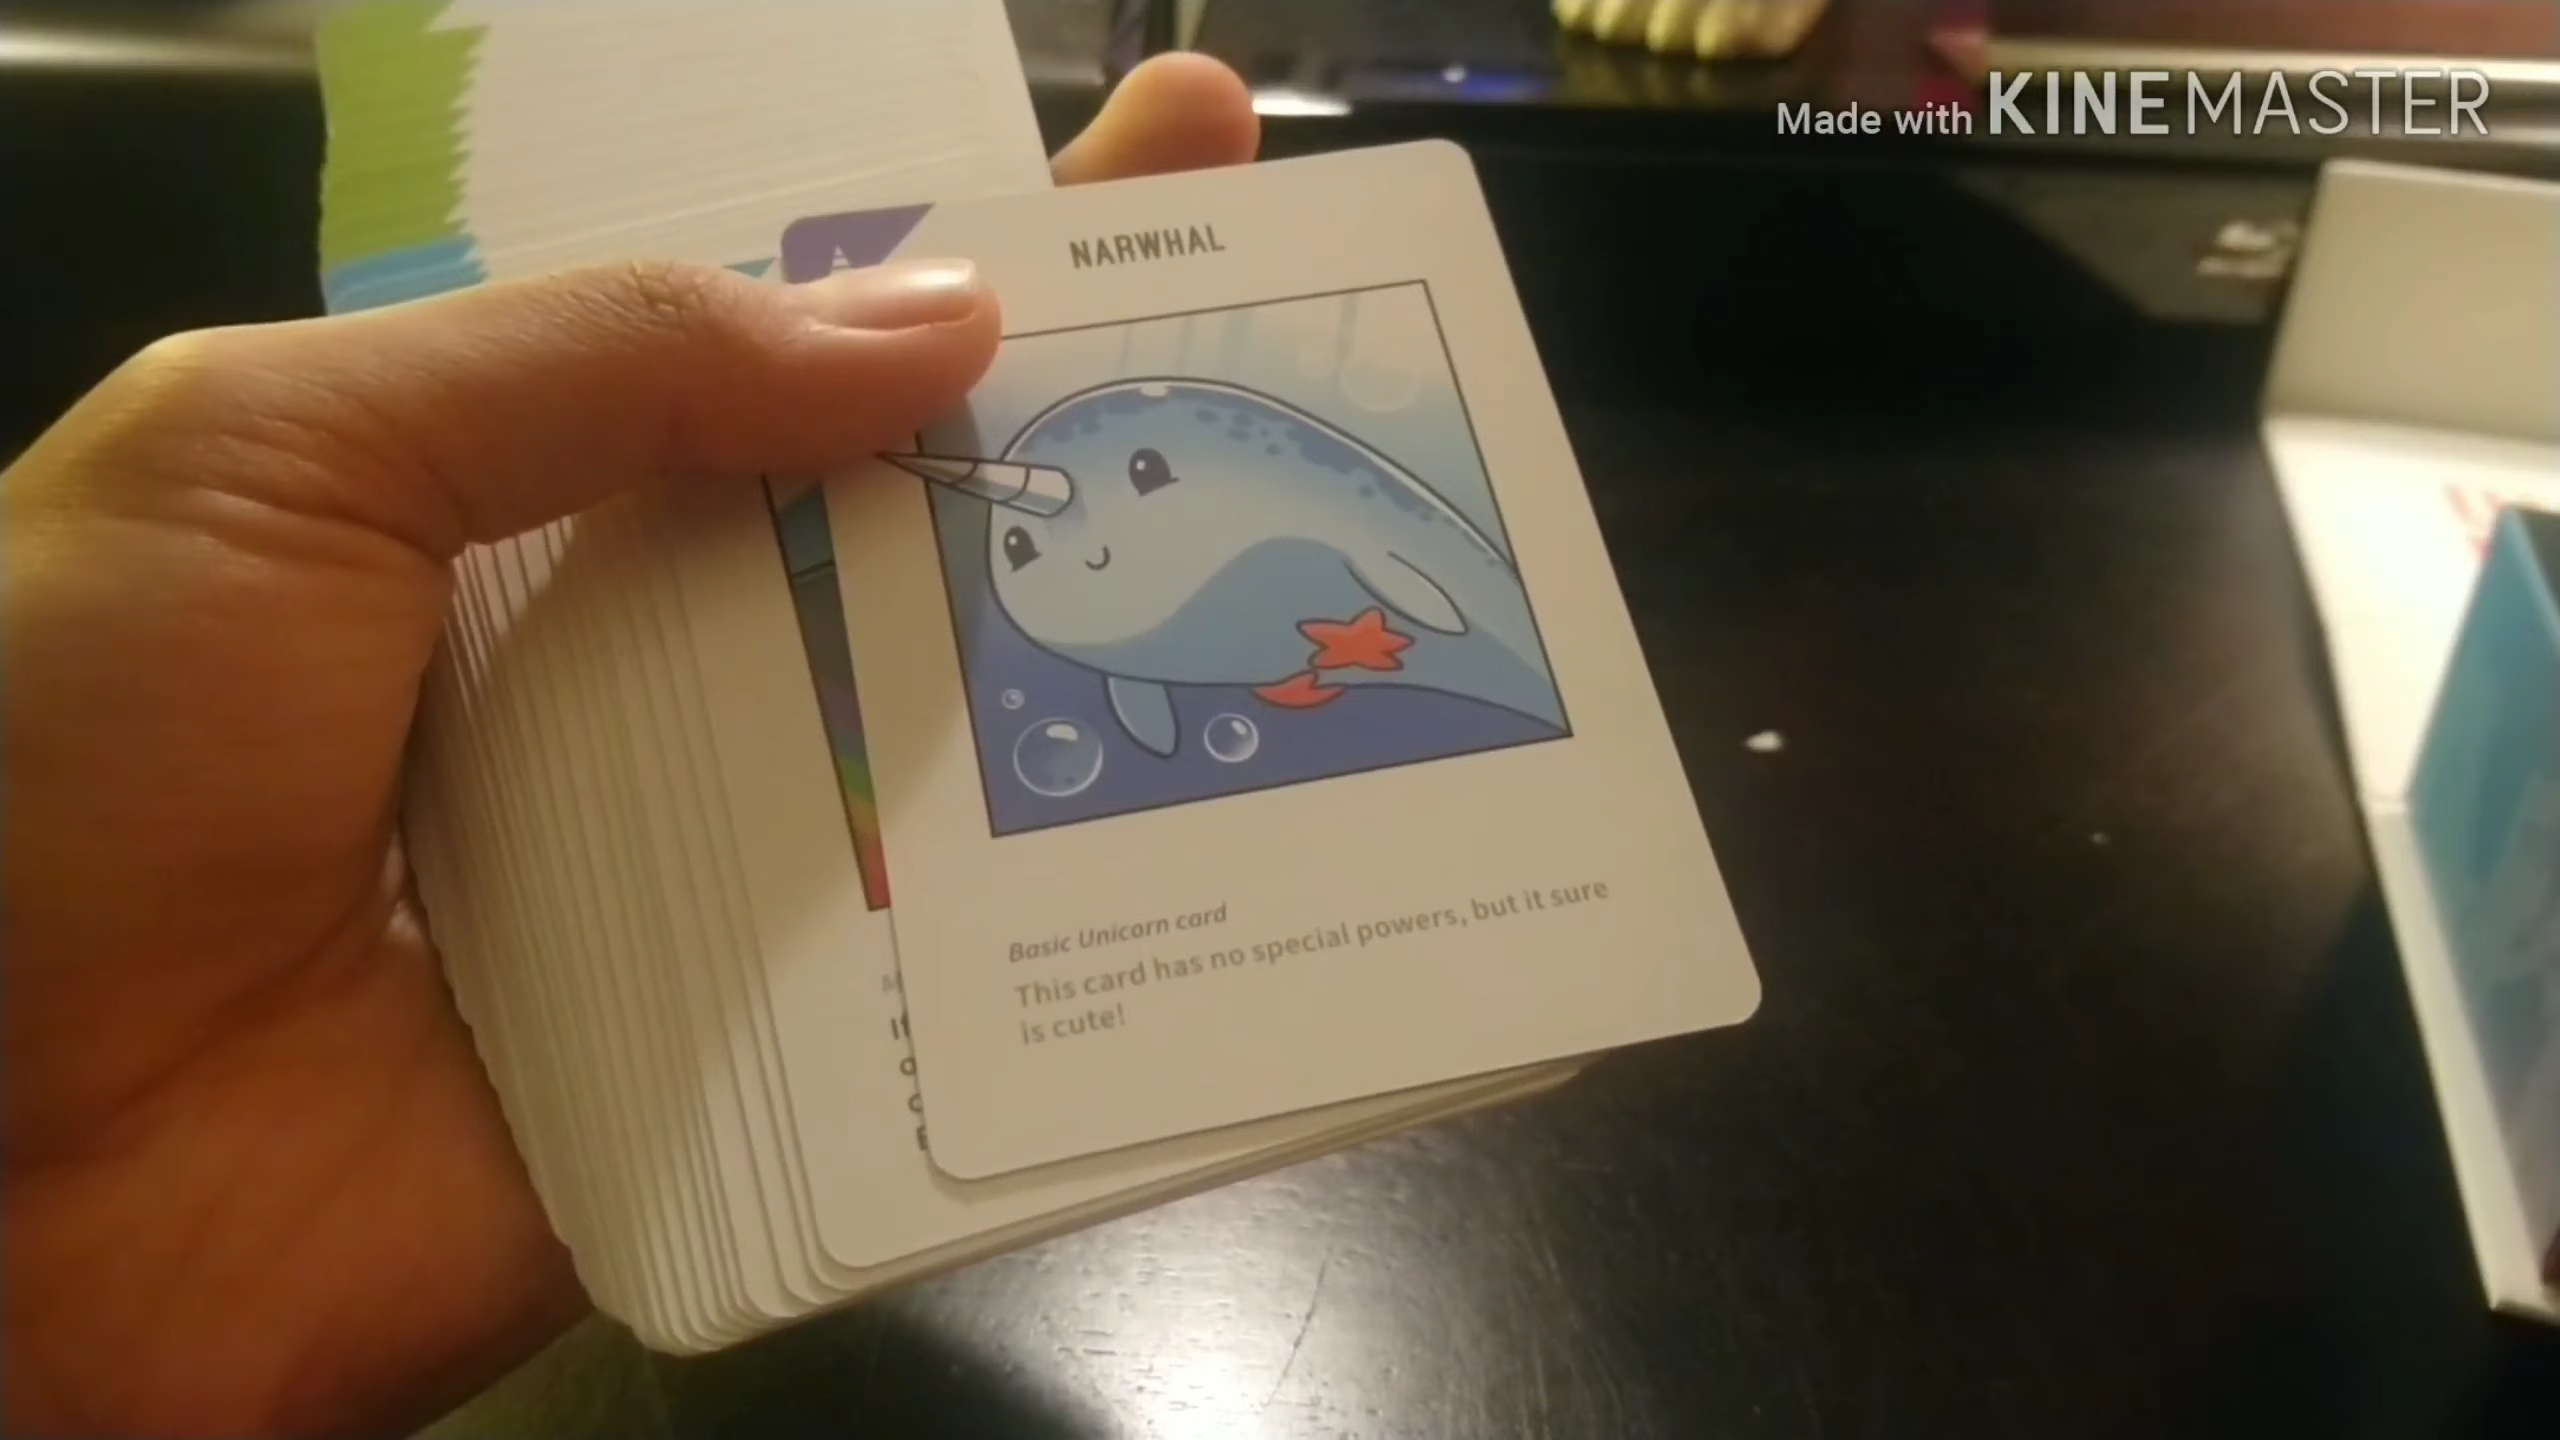 Made with KINEMASTER
A
NARWHAL
Basic Unicorn card
This card has no special powers, but it sure
is cute!